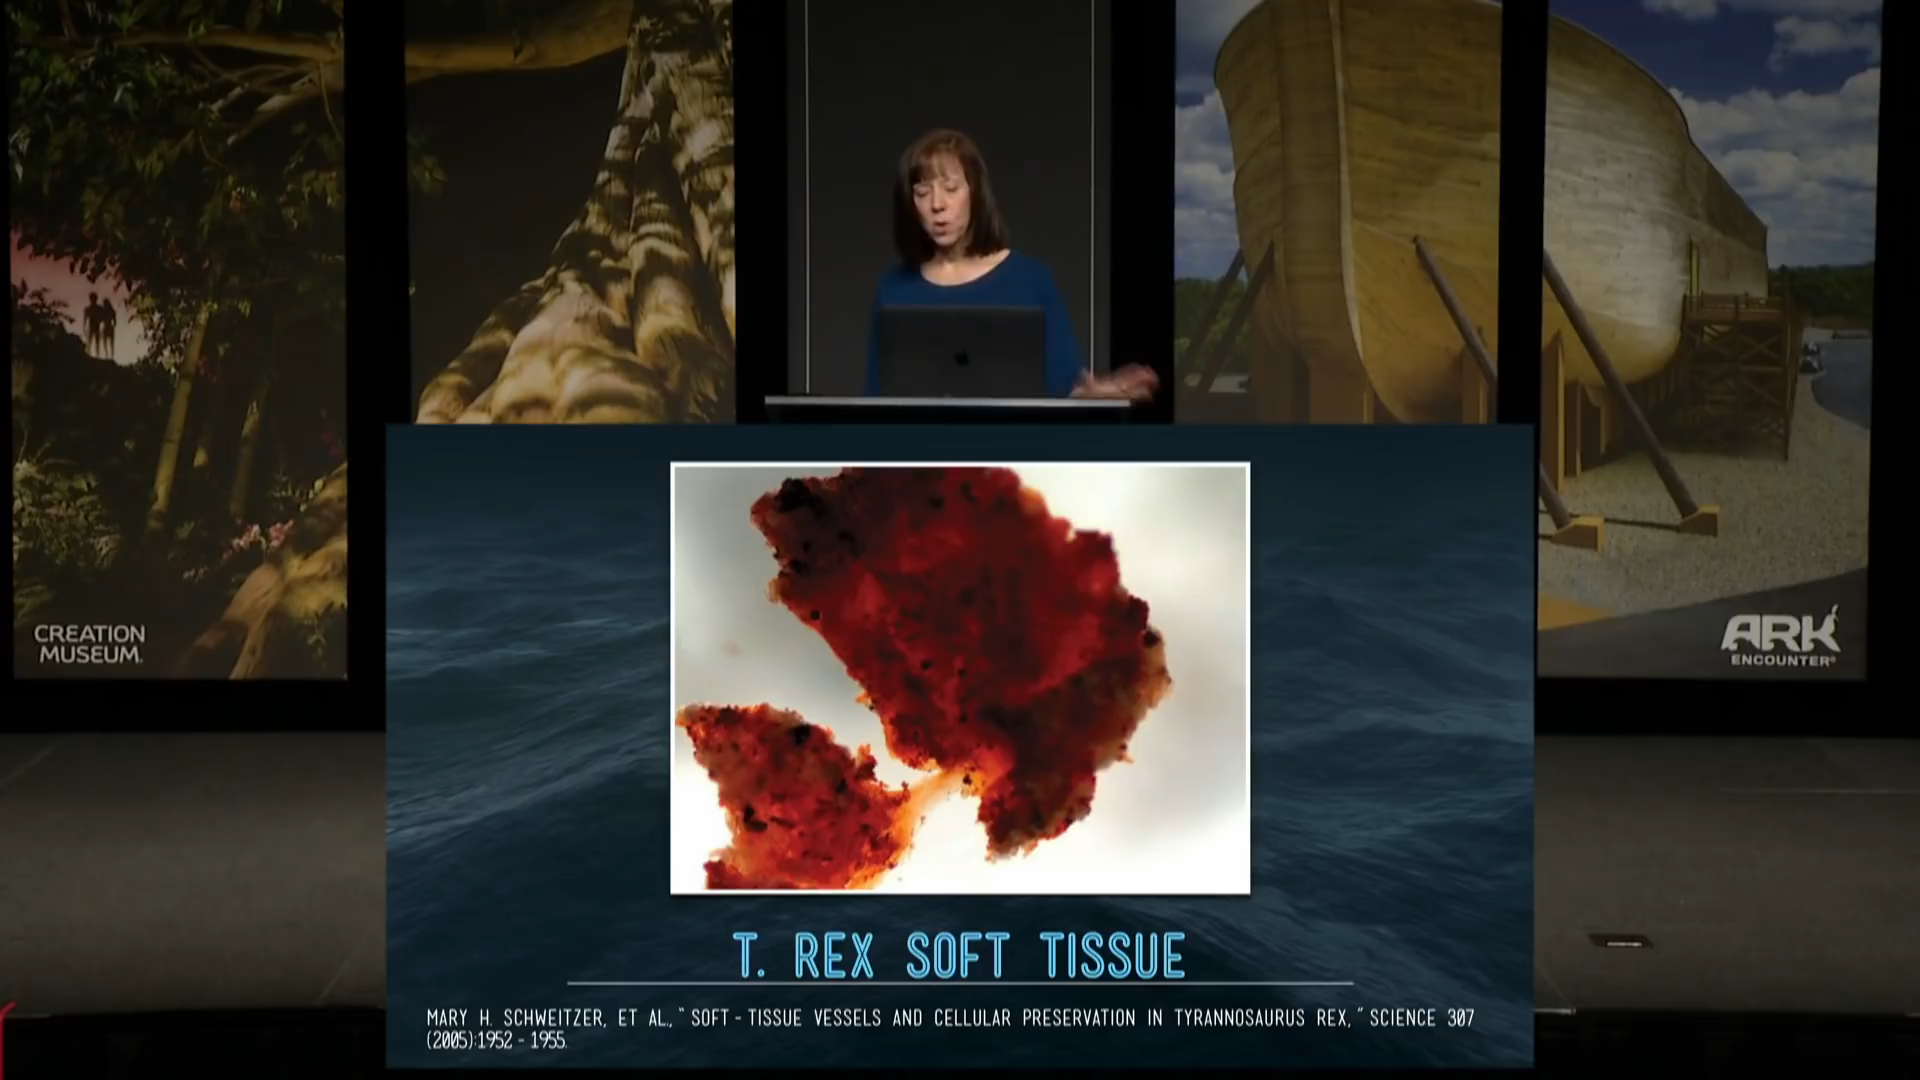 CREATION
MUSEUM
ARK
ENCOUNTER
T. REX SOFT TISSUE
MARY H. SCHWEITZER, ET AL., "SOFT-TISSUE VESSELS AND CELLULAR PRESERVATION IN TYRANNOSAURUS REX," SCIENCE 307
(2005):1952 - 1955.